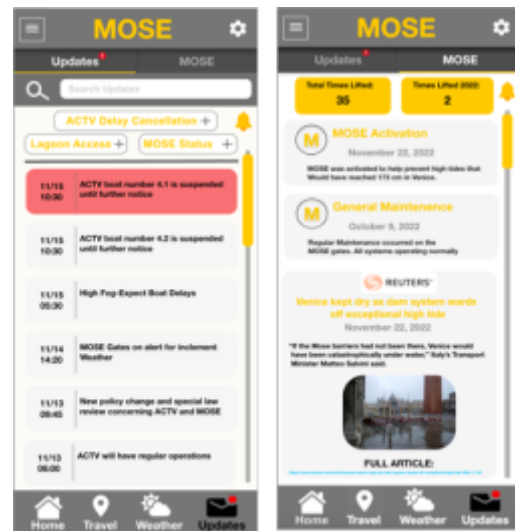 MOSE
Updates
MOSE
Search Updates
ACTV Delay Cancellation +
Lagoon Access +
MOSE Status +
11/15
10:30
ACTV boat number 4.1 is suspended
until further notice
11/15
10:30
ACTV boat number 4.2 is suspended
until further notice
11/15
05:30
High Fog-Expect Boat Delays
11/14
14:20
MOSE Gates on alert for inclement
Weather
11/13
09:45
New policy change and special law
review concerning ACTV and MOSE
11/13
06:00
ACTV will have regular operations
Home
Travel
Weather
Updates
MOSE
Updates
MOSE
Total Times Lifted:
35
Times Lifted 2022:
2
M
MOSE Activation
November 22, 2022
MOSE was activated to help prevent high tides that
Would have reached 173 cm in Venice.
M
General Maintenence
October 9, 2022
Regular Maintenance occurred on the
MOSE gates. All systems operating normally
REUTERS
Venice kept dry as dam system wards
off exceptional high tide
November 22, 2022
"If the Mose barriers had not been there, Venice would
have been catastrophically under water," Italy's Transport
Minister Matteo Salvini said.
FULL ARTICLE:
Home
Travel
Weather
Updates